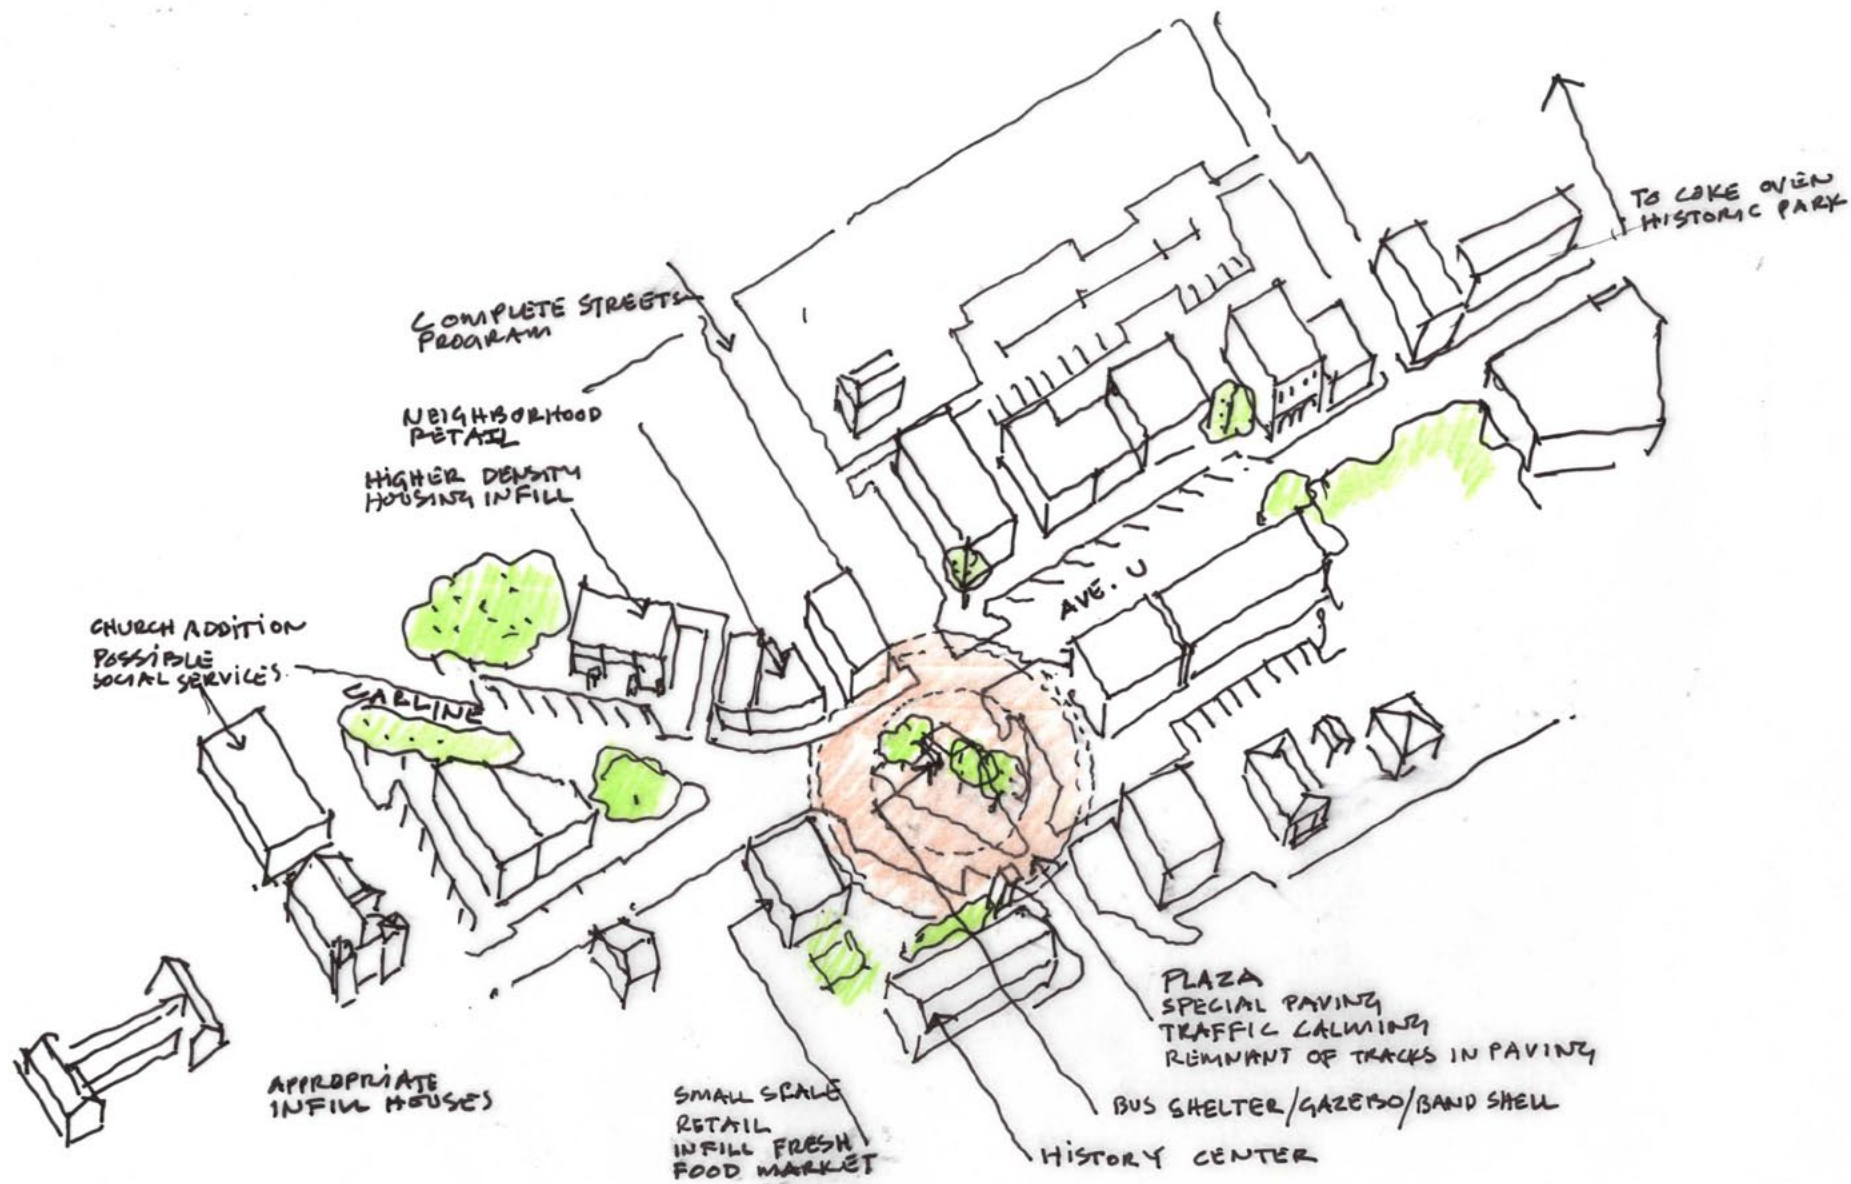 TO COKE OVEN
HISTORIC PARK
COMPLETE STREETS
PROGRAM
NEIGHBORHOOD
RETAIL
HIGHER DENSITY
HOUSING INFILL
AVE. U
CHURCH ADDITION
POSSIBLE
SOCIAL SERVICES
CARLINE
PLAZA
SPECIAL PAVING
TRAFFIC CALMING
REMNANT OF TRACKS IN PAVING
APPROPRIATE
INFILL HOUSES
SMALL SCALE
RETAIL
INFILL FRESH
FOOD MARKET
BUS SHELTER/GAZEBO/BAND SHELL
HISTORY CENTER